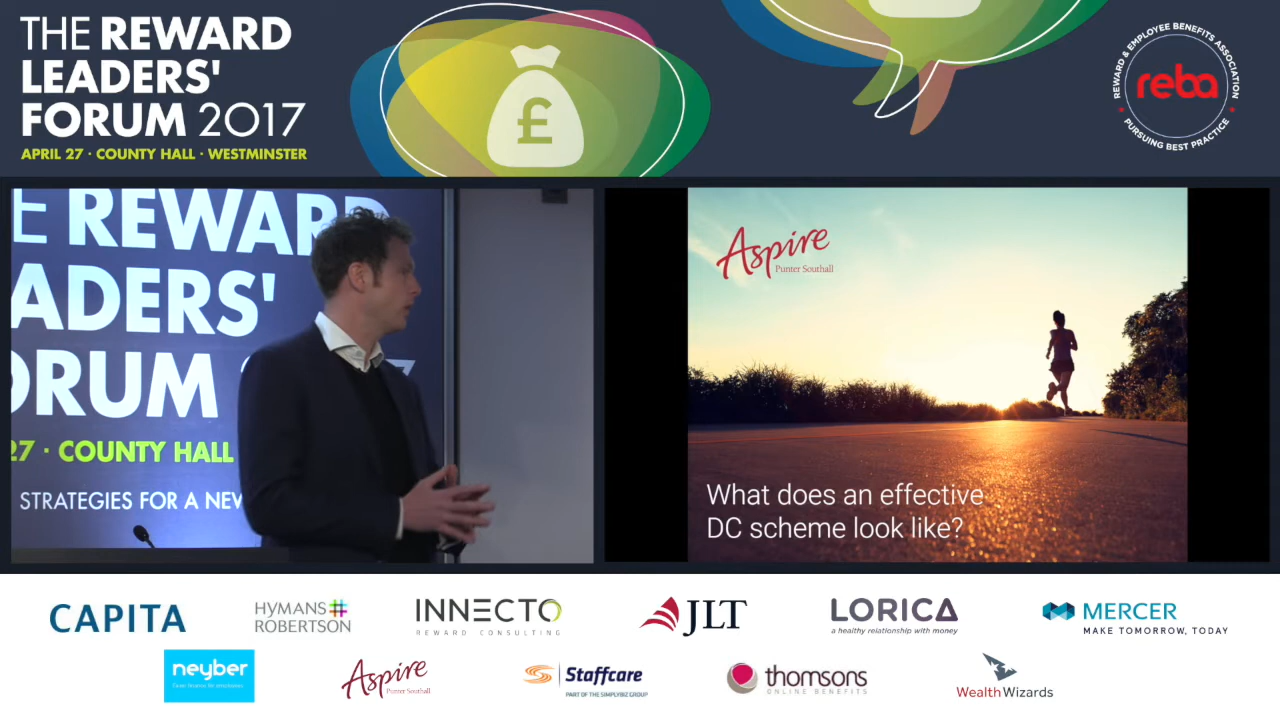 THE REWARD
LEADERS'
FORUM 2017
APRIL 27 · COUNTY HALL · WESTMINSTER
£
REWARD & EMPLOYEE BENEFITS ASSOCIATION
reba
PURSUING BEST PRACTICE
E REWARD
ADERS'
ORUM
27 · COUNTY HALL
STRATEGIES FOR A NEW
Aspire
Punter Southall
What does an effective
DC scheme look like?
CAPITA
HYMANS
ROBERTSON
INNECTO
REWARD CONSULTING
JLT
LORICA
a healthy relationship with money
MERCER
MAKE TOMORROW, TODAY
neyber
Aspire
Punter Southall
Staffcare
PART OF THE SIMPLYBIZ GROUP
thomsons
ONLINE BENEFITS
WealthWizards